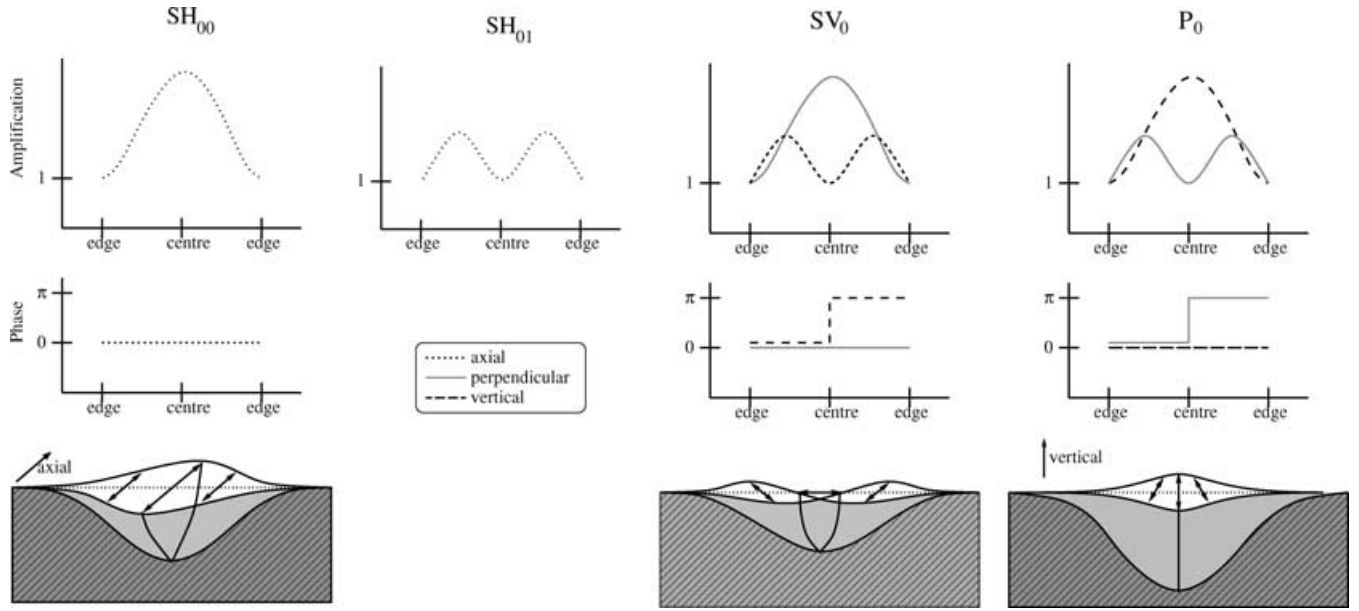 SH00 SH01 SV0 P0
Amplification
1 1 1 1
edge centre edge edge centre edge edge centre edge edge centre edge
Phase
π π π
0 0 0
axial
perpendicular
vertical
edge centre edge edge centre edge edge centre edge
axial vertical